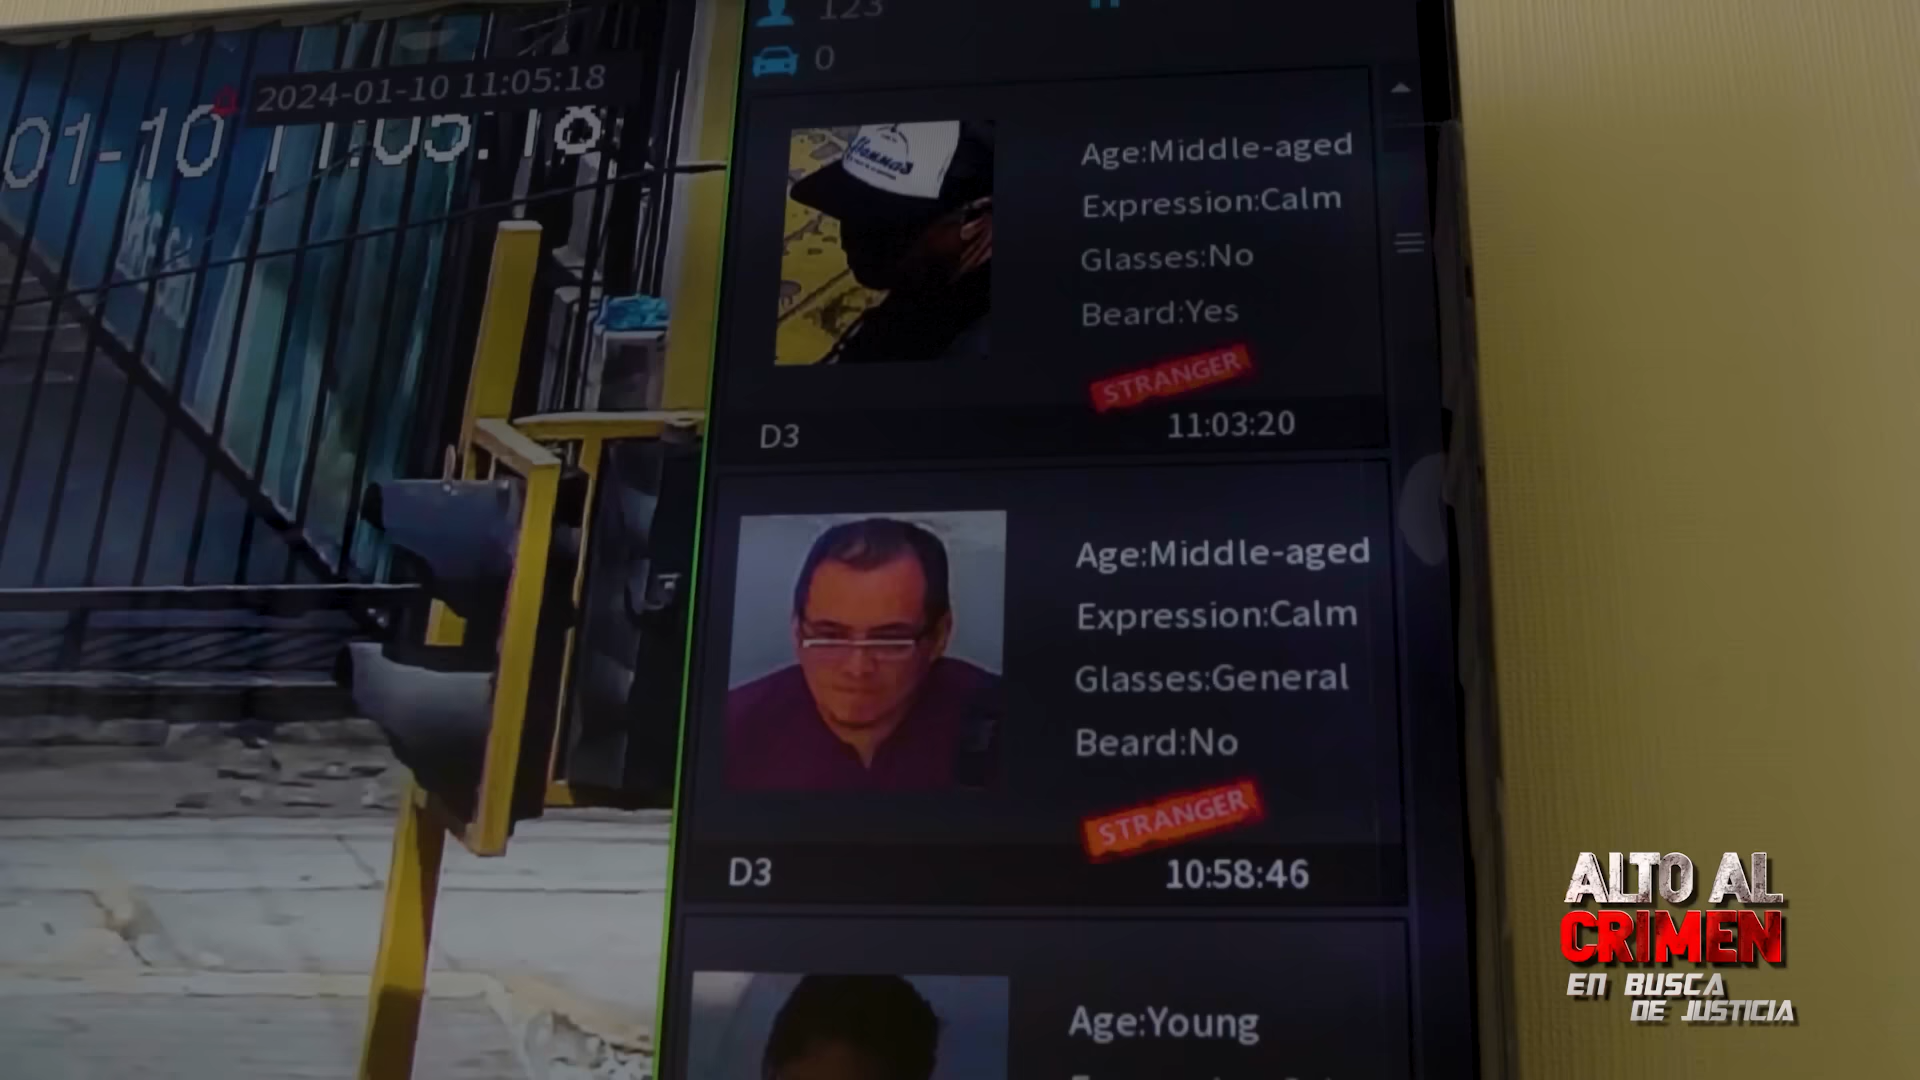 123
0
2024-01-10 11:05:18
01-10 11:05:18
Age:Middle-aged
Expression:Calm
Glasses:No
Beard:Yes
STRANGER
D3
11:03:20
Age:Middle-aged
Expression:Calm
Glasses:General
Beard:No
STRANGER
D3
10:58:46
Age:Young
ALTO AL
CRIMEN
EN BUSCA
DE JUSTICIA